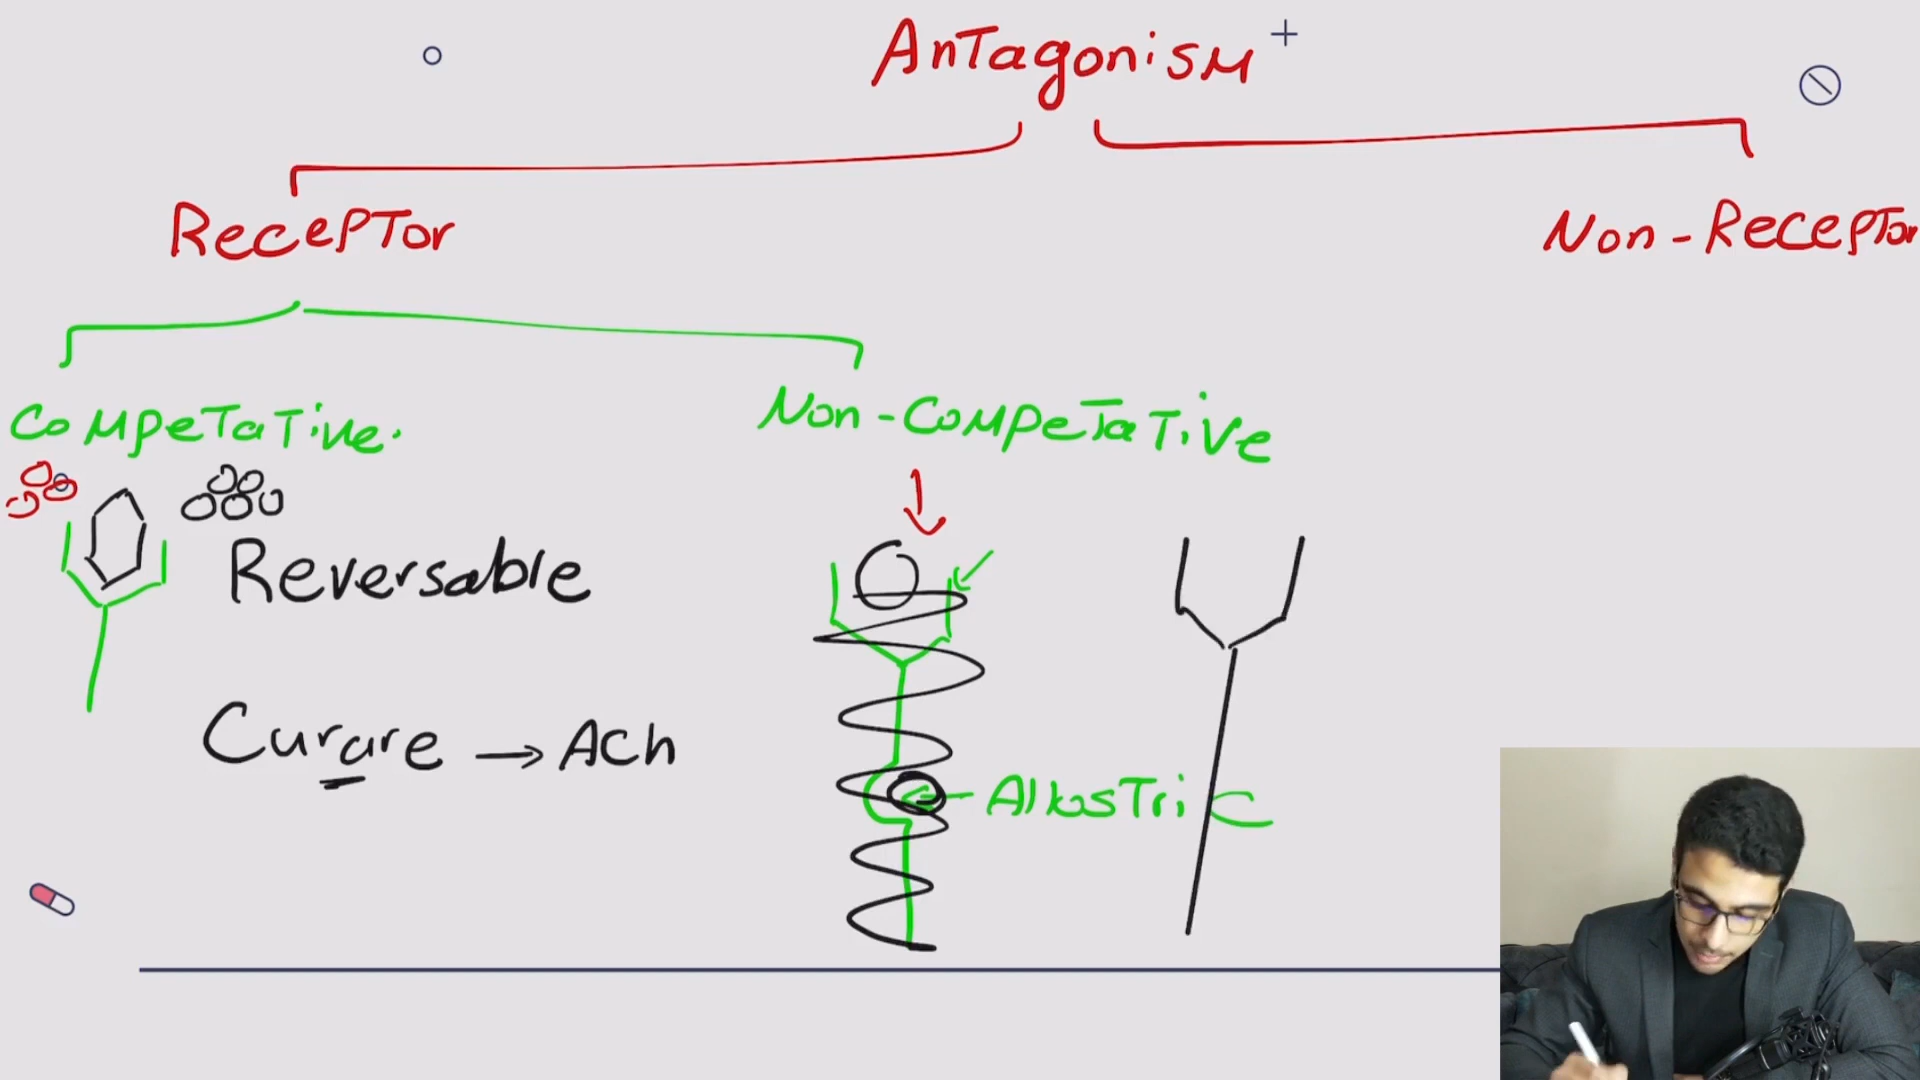 AnTagonisM
RecePTor
Non-RecePTor
CoMpeTaTive.
Non-CoMpeTaTive
Reversable
Curare → ACh
AllosTric